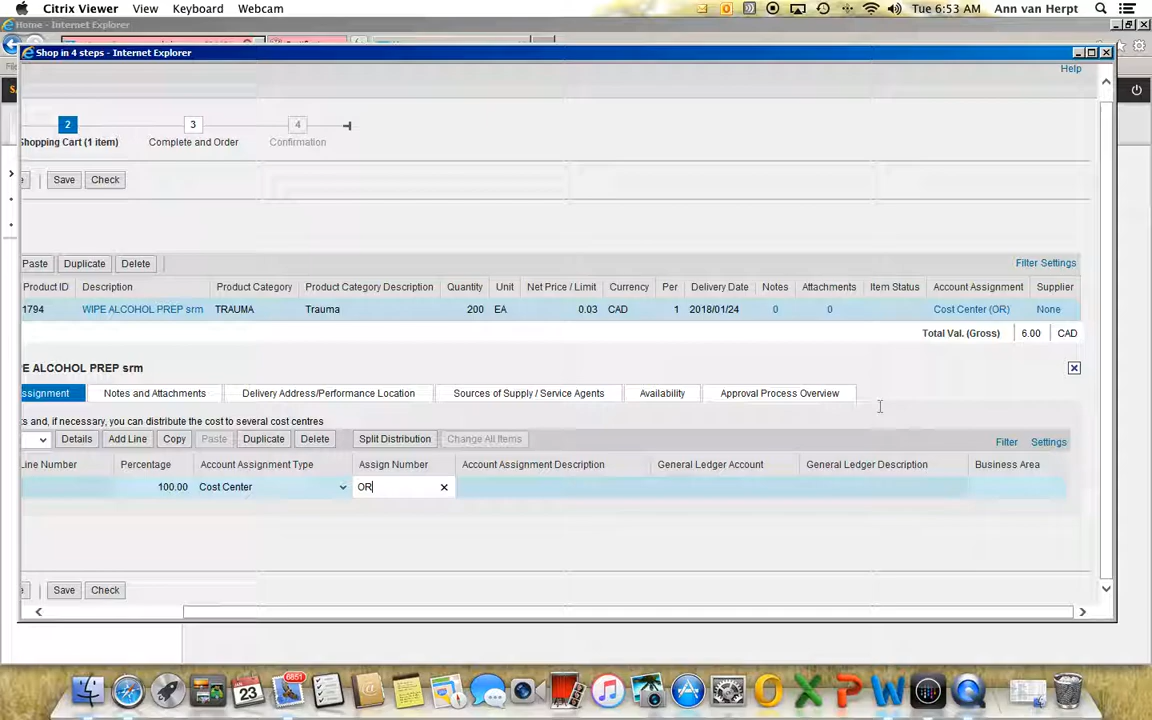 Citrix Viewer View Keyboard Webcam Tue 6:53 AM Ann van Herpt
Home - Internet Explorer
Shop in 4 steps - Internet Explorer
Help
2 3 4
Shopping Cart (1 item) Complete and Order Confirmation
Save Check
Paste Duplicate Delete Filter Settings
Product ID Description Product Category Product Category Description Quantity Unit Net Price / Limit Currency Per Delivery Date Notes Attachments Item Status Account Assignment Supplier
1794 WIPE ALCOHOL PREP srm TRAUMA Trauma 200 EA 0.03 CAD 1 2018/01/24 0 0 Cost Center (OR) None
Total Val. (Gross) 6.00 CAD
E ALCOHOL PREP srm
ssignment Notes and Attachments Delivery Address/Performance Location Sources of Supply / Service Agents Availability Approval Process Overview
s and, if necessary, you can distribute the cost to several cost centres
Details Add Line Copy Paste Duplicate Delete Split Distribution Change All Items Filter Settings
Line Number Percentage Account Assignment Type Assign Number Account Assignment Description General Ledger Account General Ledger Description Business Area
100.00 Cost Center OR
Save Check
JAN
23
6851